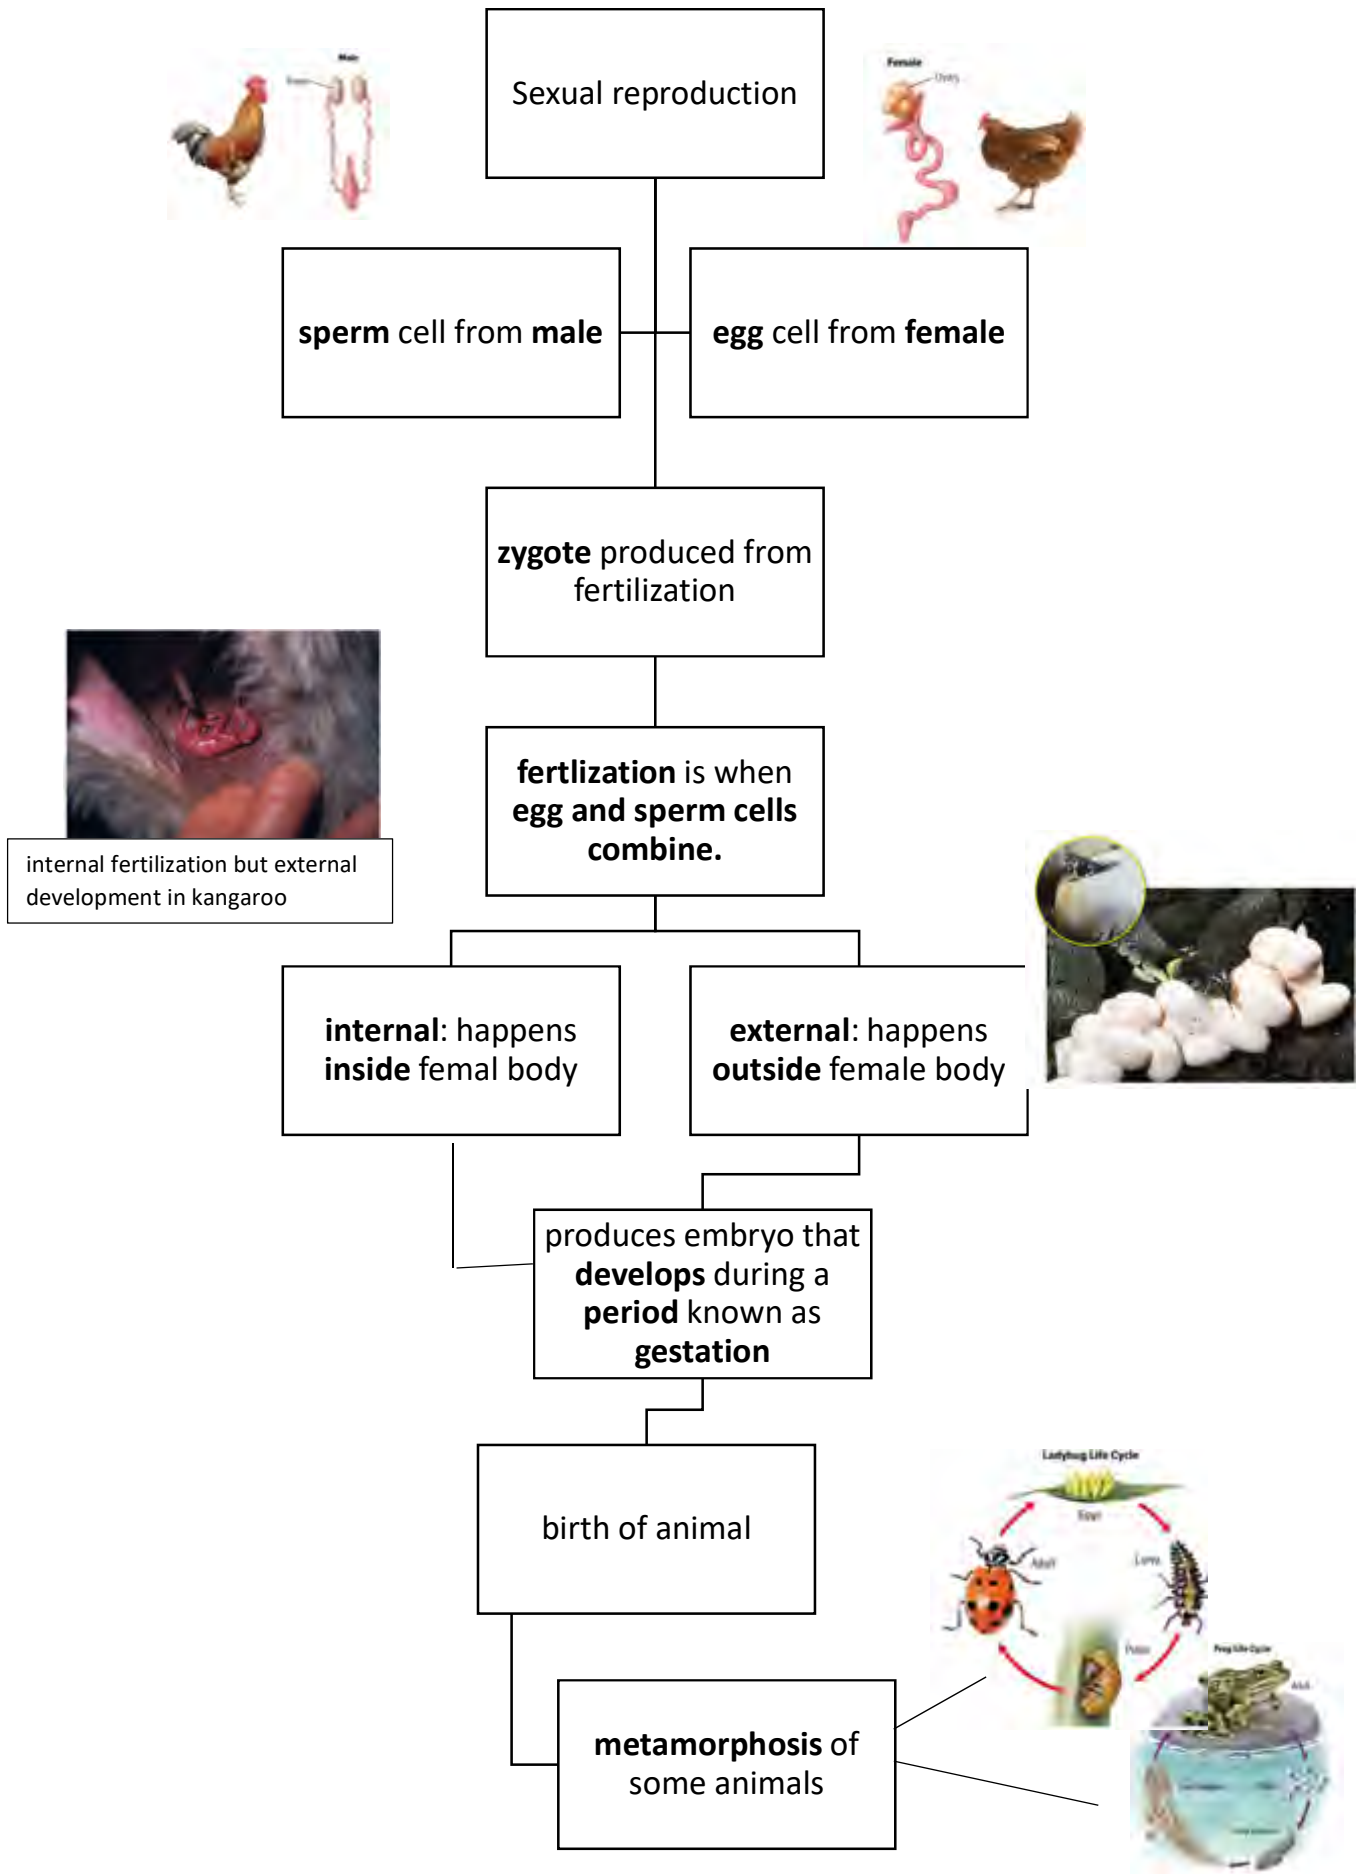 Male
Female
Ovary
Sexual reproduction
sperm cell from male
egg cell from female
zygote produced from
fertilization
fertlization is when
egg and sperm cells
combine.
internal fertilization but external
development in kangaroo
internal: happens
inside femal body
external: happens
outside female body
produces embryo that
develops during a
period known as
gestation
birth of animal
Ladybug Life Cycle
Eggs
Adult
Larva
Pupa
Frog Life Cycle
Adult
metamorphosis of
some animals